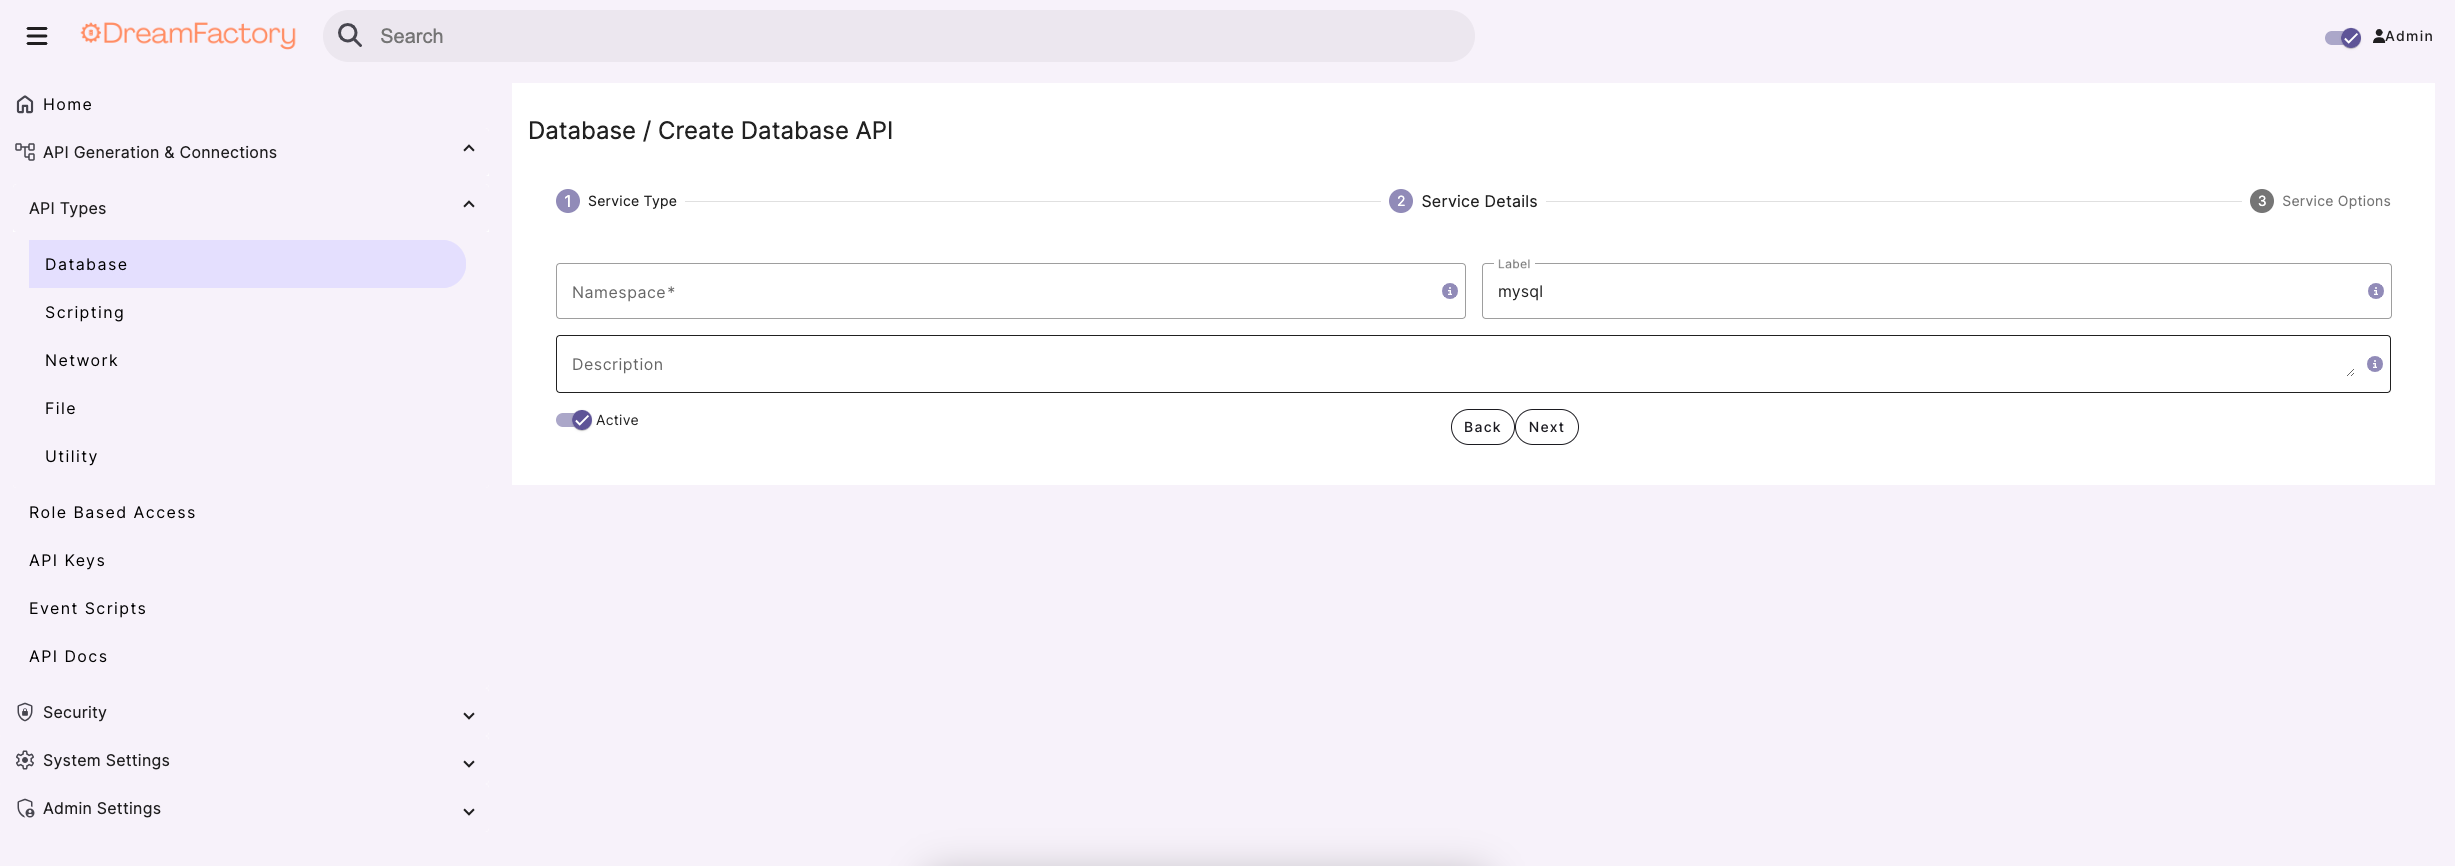 DreamFactory
Search
Admin
Home
API Generation & Connections
API Types
Database
Scripting
Network
File
Utility
Role Based Access
API Keys
Event Scripts
API Docs
Security
System Settings
Admin Settings
Database / Create Database API
1 Service Type
2 Service Details
3 Service Options
Namespace*
Label
mysql
Description
Active
Back
Next